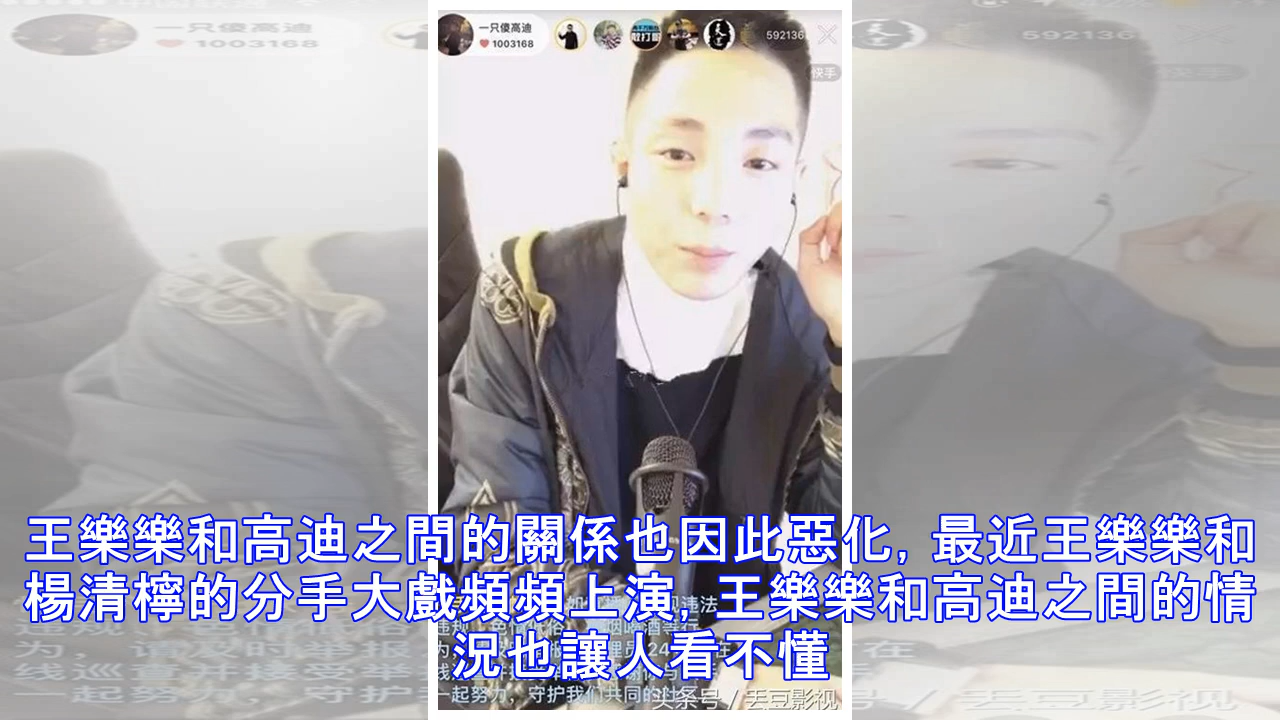 一只傻高迪
1003168
592136
快手
王樂樂和高迪之間的關係也因此惡化, 最近王樂樂和
楊清檸的分手大戲頻頻上演, 王樂樂和高迪之間的情
況也讓人看不懂
一起努力，守护我们共同的社区
头条号 / 丢豆影视